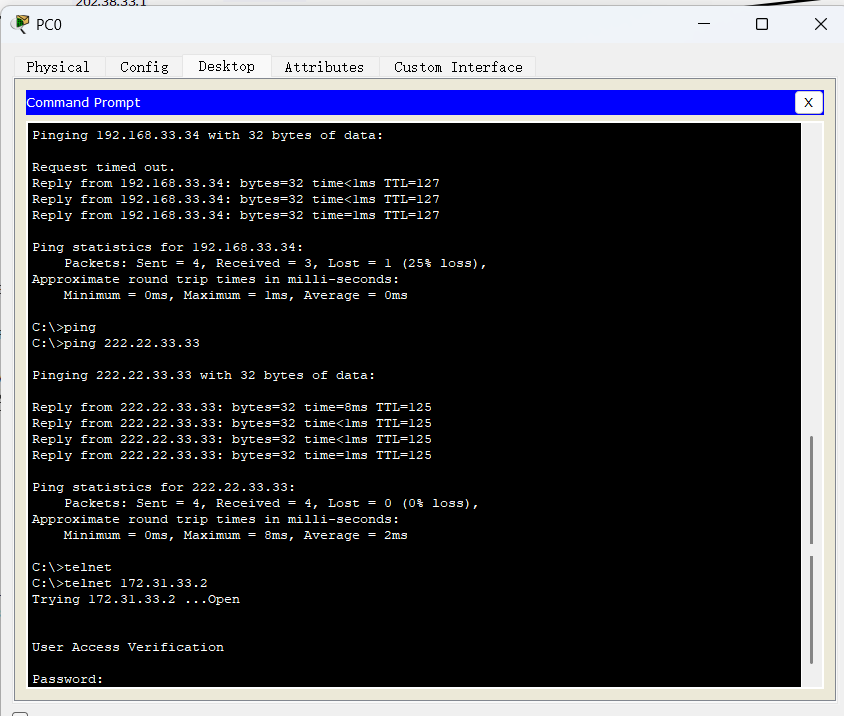 202.38.33.1
PC0
Physical Config Desktop Attributes Custom Interface
Command Prompt X
Pinging 192.168.33.34 with 32 bytes of data:
Request timed out.
Reply from 192.168.33.34: bytes=32 time<1ms TTL=127
Reply from 192.168.33.34: bytes=32 time<1ms TTL=127
Reply from 192.168.33.34: bytes=32 time=1ms TTL=127
Ping statistics for 192.168.33.34:
Packets: Sent = 4, Received = 3, Lost = 1 (25% loss),
Approximate round trip times in milli-seconds:
Minimum = 0ms, Maximum = 1ms, Average = 0ms
C:\>ping
C:\>ping 222.22.33.33
Pinging 222.22.33.33 with 32 bytes of data:
Reply from 222.22.33.33: bytes=32 time=8ms TTL=125
Reply from 222.22.33.33: bytes=32 time<1ms TTL=125
Reply from 222.22.33.33: bytes=32 time<1ms TTL=125
Reply from 222.22.33.33: bytes=32 time=1ms TTL=125
Ping statistics for 222.22.33.33:
Packets: Sent = 4, Received = 4, Lost = 0 (0% loss),
Approximate round trip times in milli-seconds:
Minimum = 0ms, Maximum = 8ms, Average = 2ms
C:\>telnet
C:\>telnet 172.31.33.2
Trying 172.31.33.2 ...Open
User Access Verification
Password: